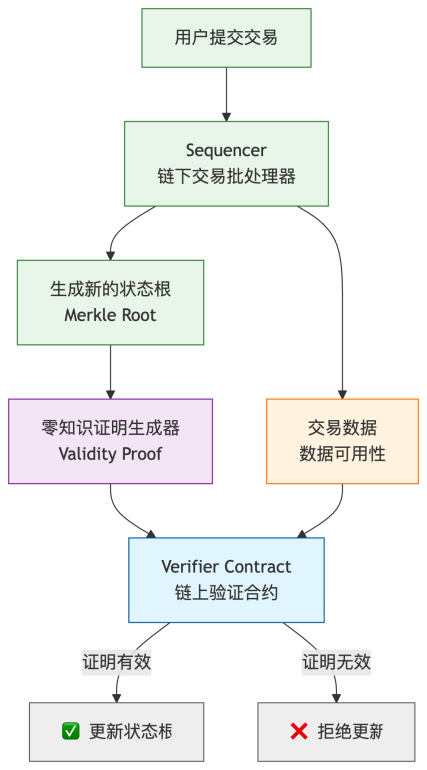 用户提交交易
Sequencer
链下交易批处理器
生成新的状态根
Merkle Root
零知识证明生成器
Validity Proof
交易数据
数据可用性
Verifier Contract
链上验证合约
证明有效
证明无效
✅ 更新状态根
❌ 拒绝更新